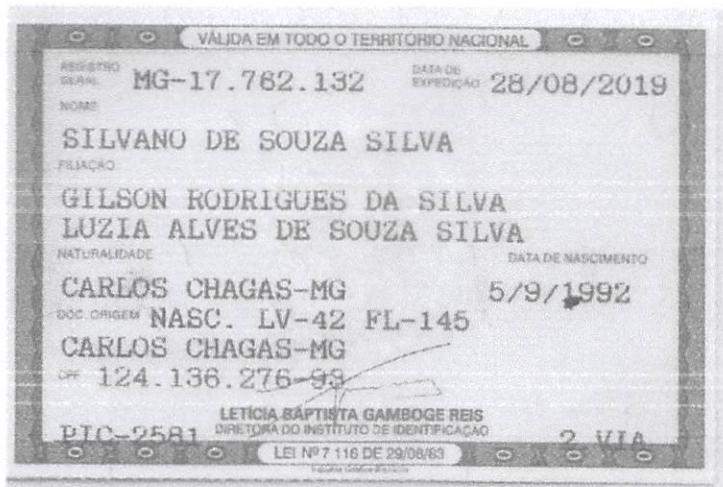 VÁLIDA EM TODO O TERRITÓRIO NACIONAL
REGISTRO GERAL MG-17.762.132 DATA DE EXPEDIÇÃO 28/08/2019
NOME
SILVANO DE SOUZA SILVA
FILIAÇÃO
GILSON RODRIGUES DA SILVA
LUZIA ALVES DE SOUZA SILVA
NATURALIDADE DATA DE NASCIMENTO
CARLOS CHAGAS-MG 5/9/1992
DOC. ORIGEM NASC. LV-42 FL-145
CARLOS CHAGAS-MG
CPF 124.136.276-93
LETÍCIA BAPTISTA GAMBOGE REIS
PIC-2581 DIRETORA DO INSTITUTO DE IDENTIFICAÇÃO 2 VIA
LEI Nº 7 116 DE 29/08/83